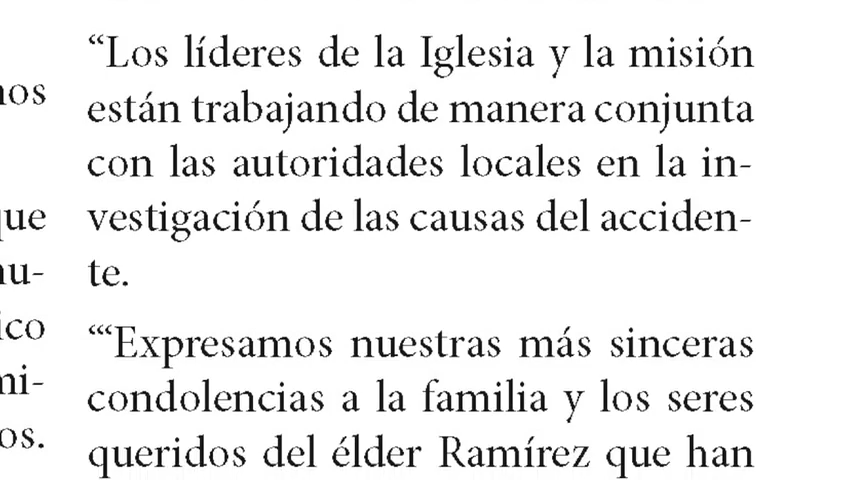 “Los líderes de la Iglesia y la misión
están trabajando de manera conjunta
con las autoridades locales en la in-
vestigación de las causas del acciden-
te.
“‘Expresamos nuestras más sinceras
condolencias a la familia y los seres
queridos del élder Ramírez que han